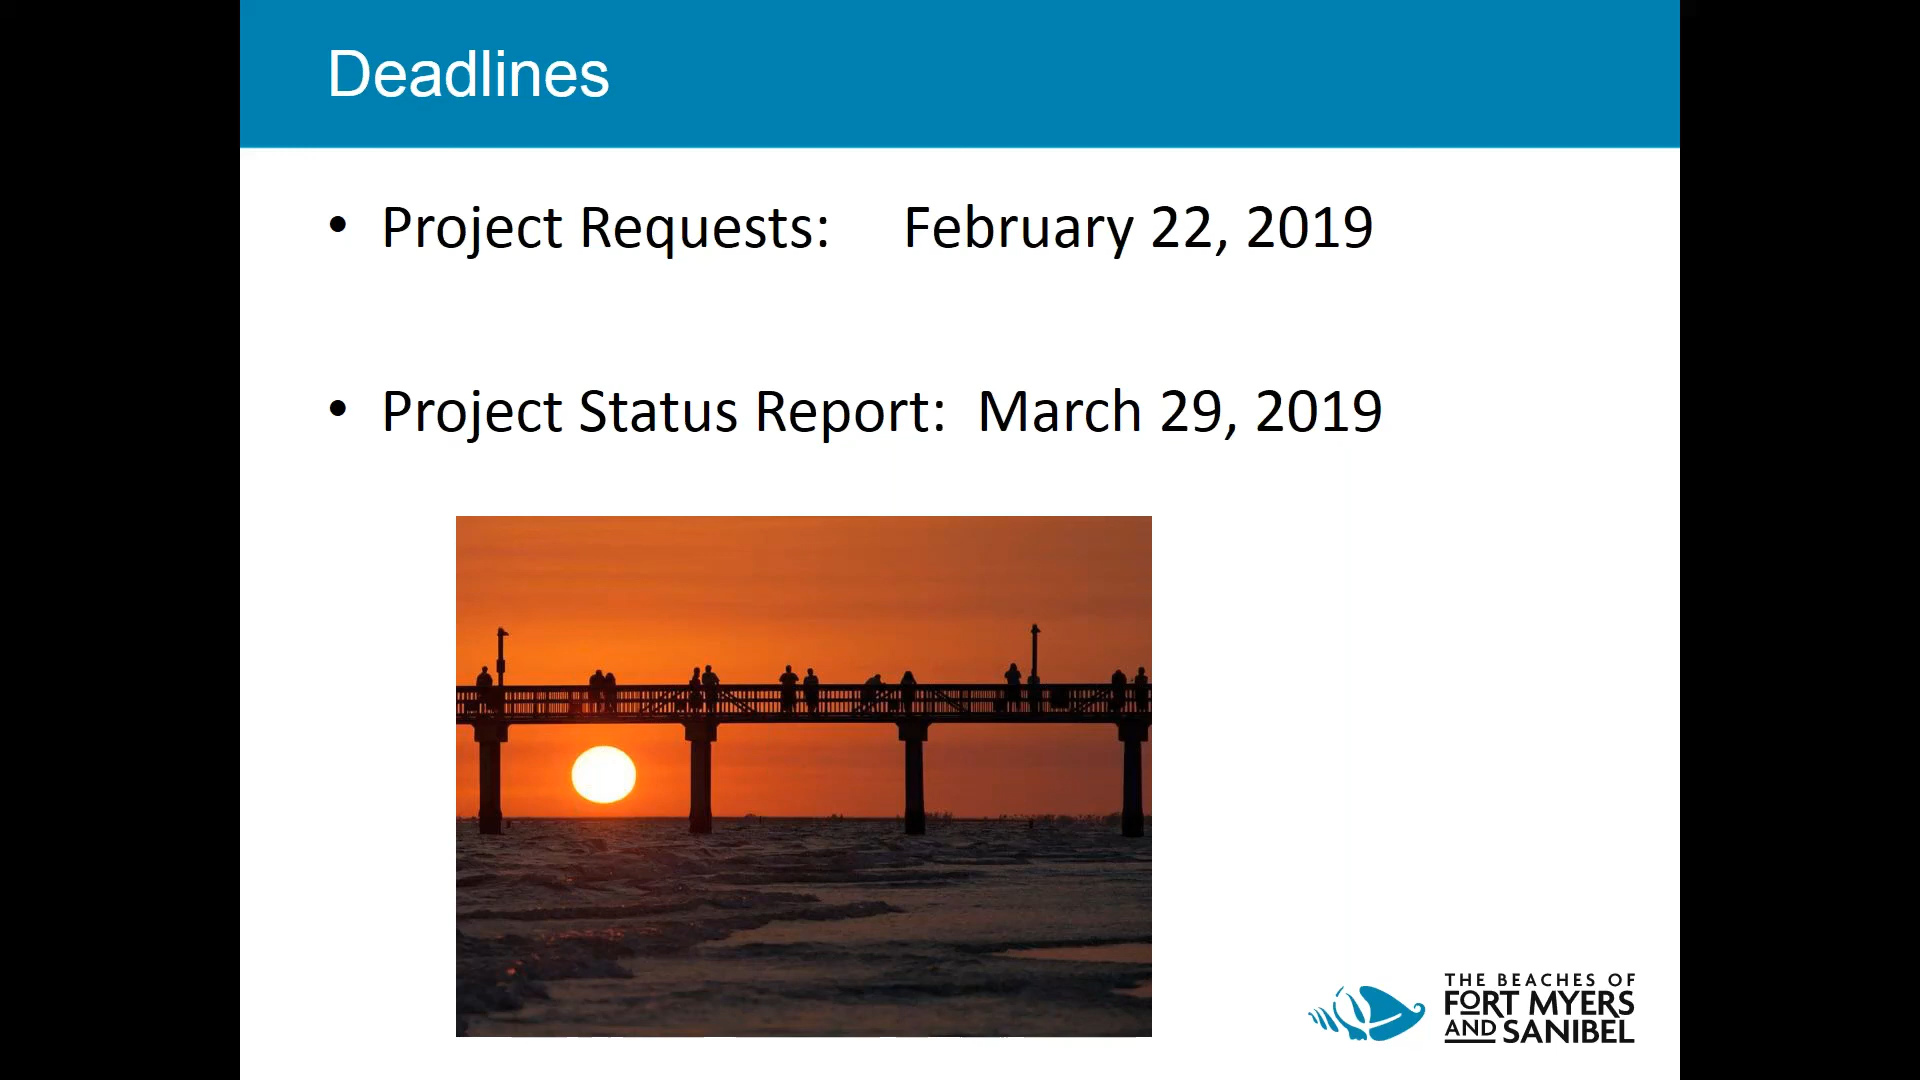 Deadlines
• Project Requests: February 22, 2019
• Project Status Report: March 29, 2019
THE BEACHES OF
FORT MYERS
AND SANIBEL